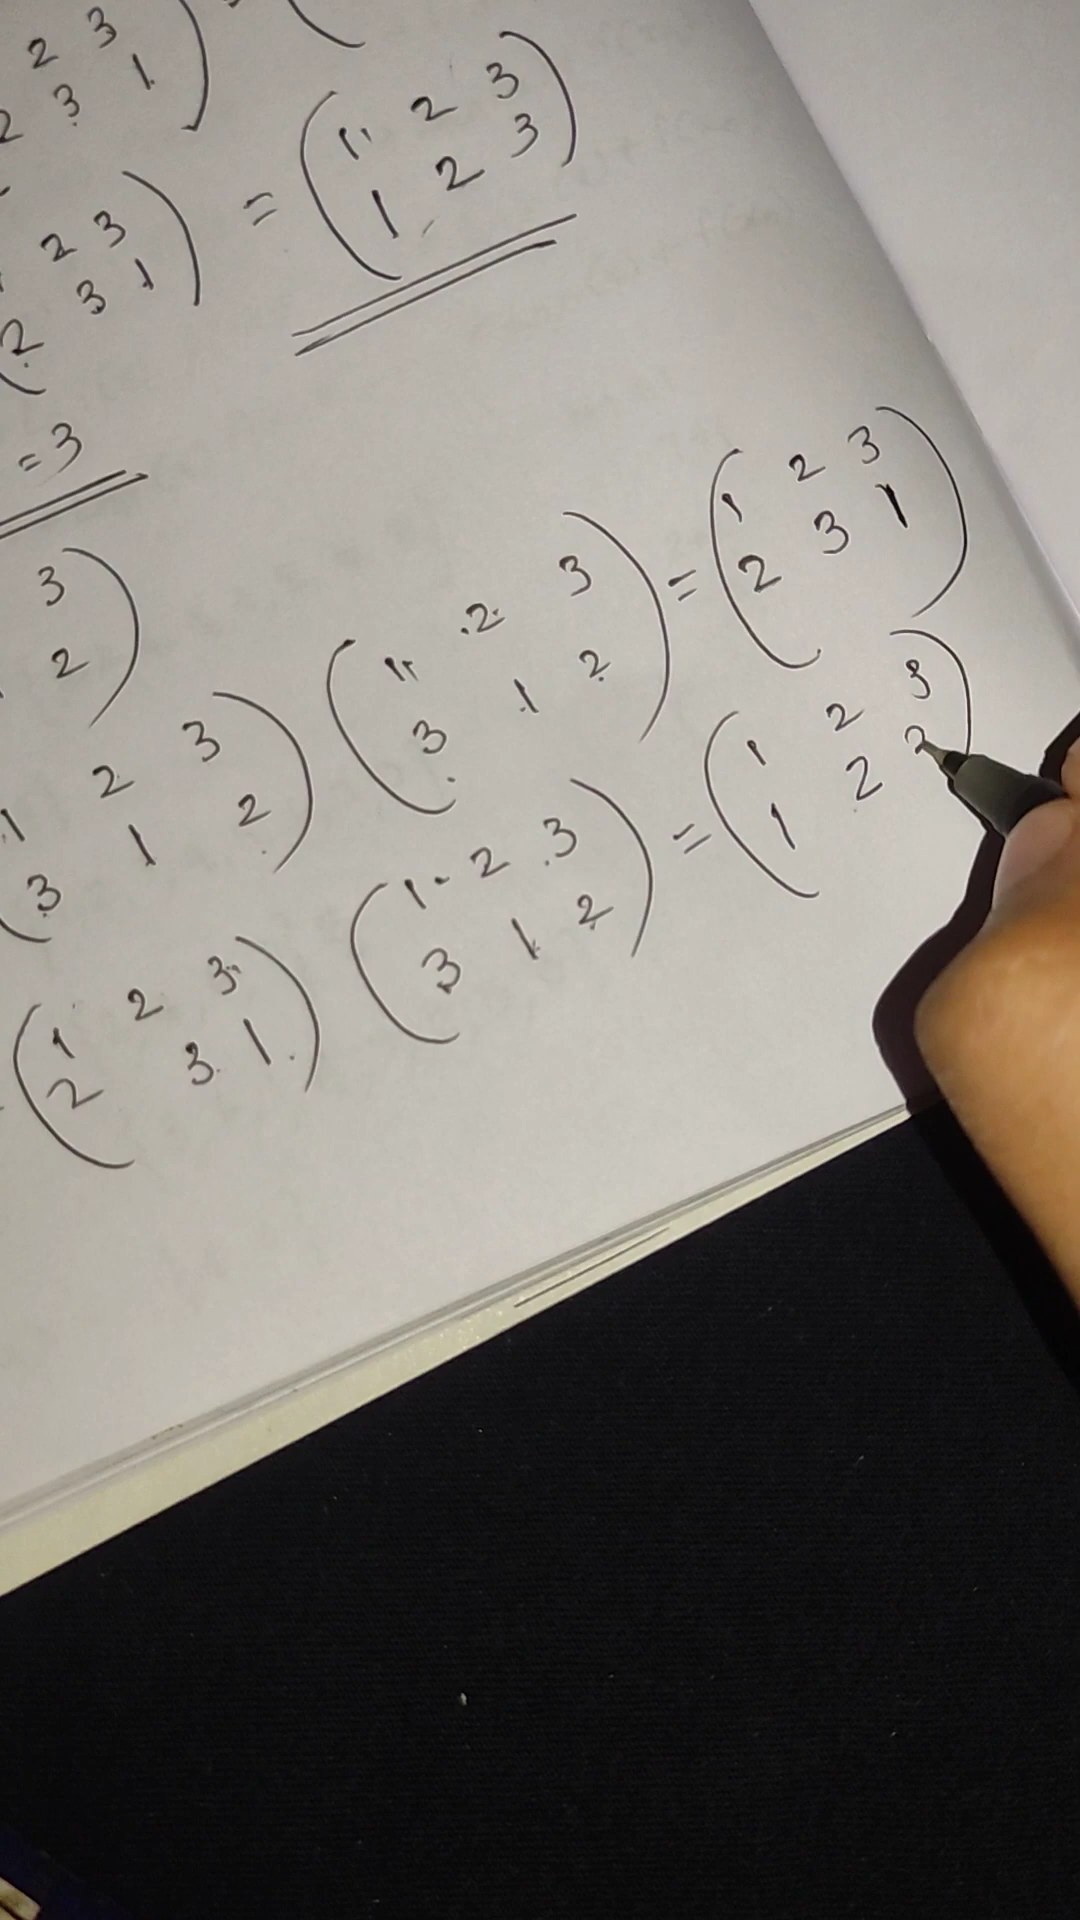 2 3
2 3 1
2 3
2 3 1
= ( 1 2 3
1 2 3 )
= 3
3
2 )
1 2 3
3 1 2 )
( 1 2 3
3 1 2 )
= ( 1 2 3
2 3 1 )
( 1 2 3
2 3 1 )
( 1 2 3
3 1 2 )
= ( 1 2 3
1 2 )